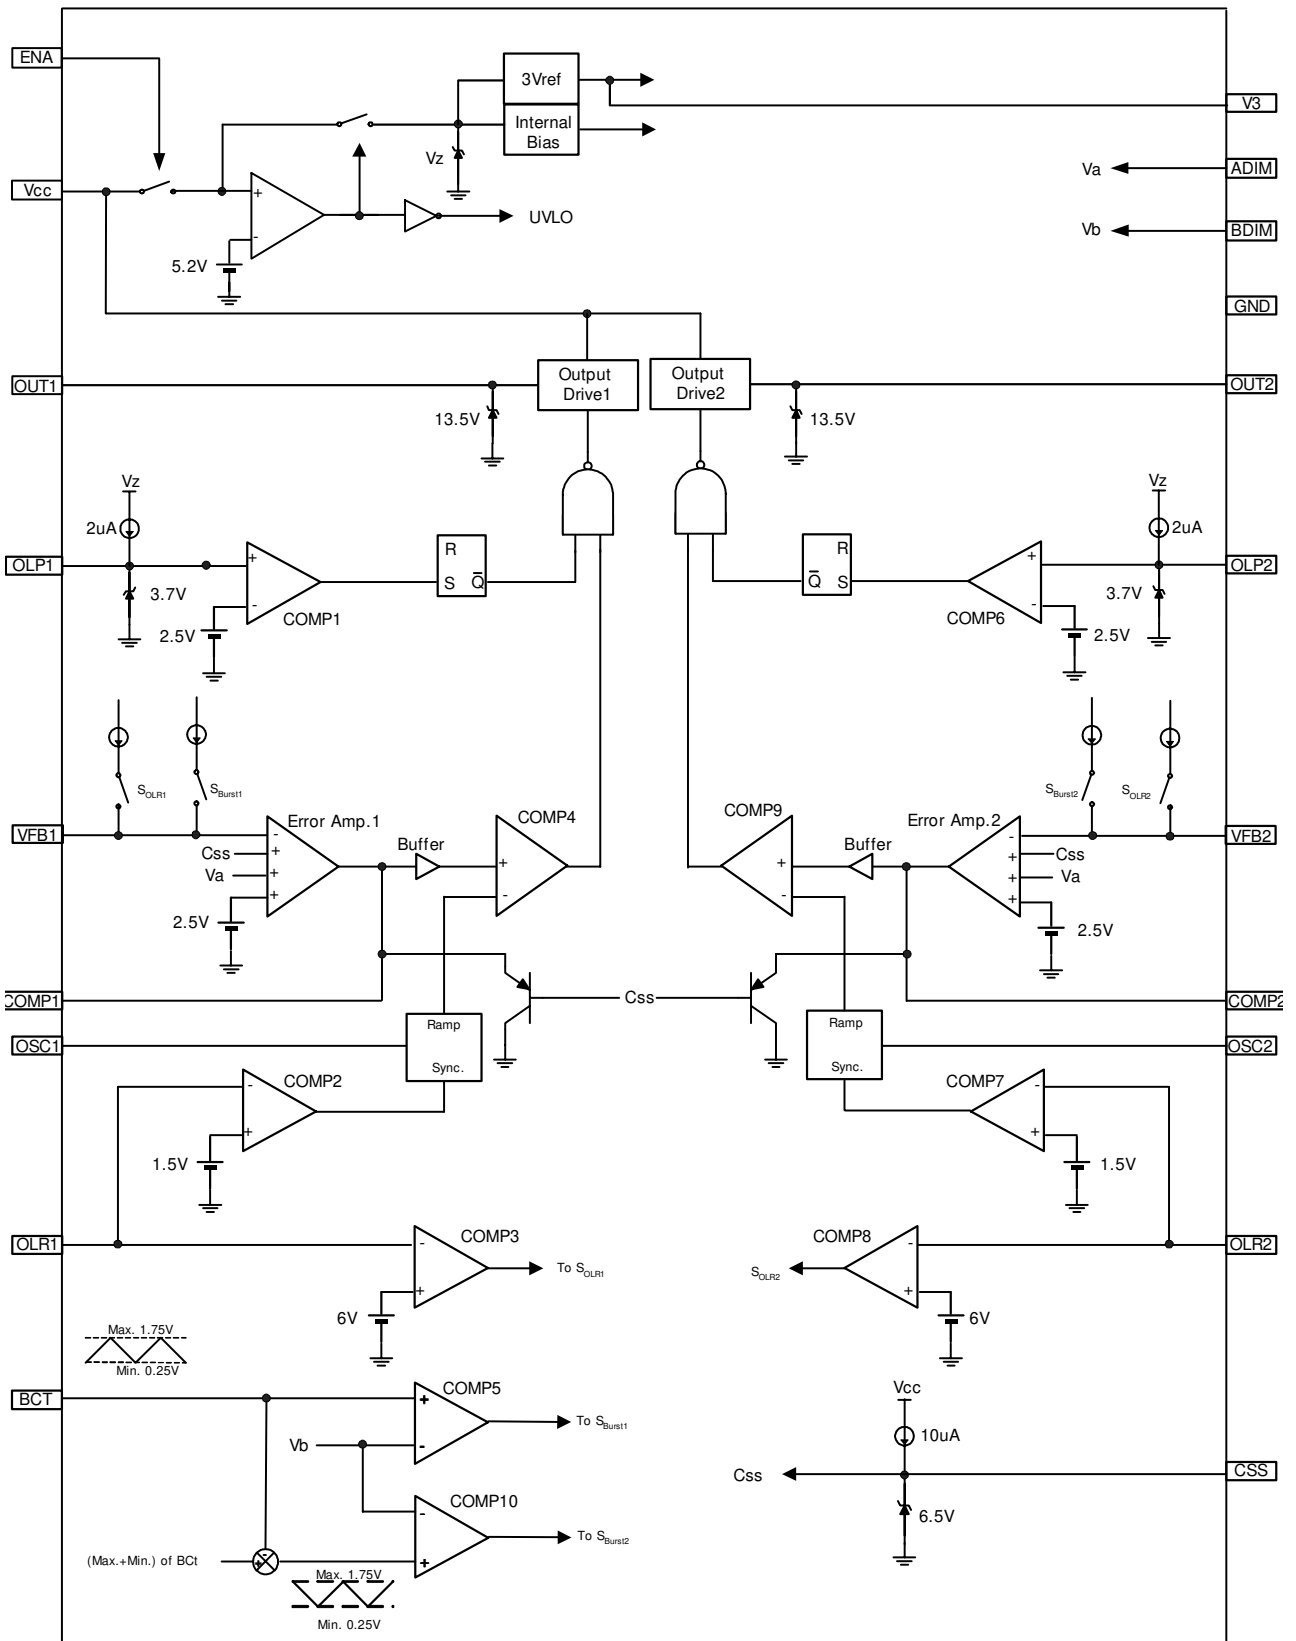 ENA
3Vref
V3
Internal
Bias
Vz
ADIM
Va
Vcc
+
UVLO
BDIM
Vb
-
5.2V
GND
OUT1
Output
Drive1
Output
Drive2
OUT2
13.5V
13.5V
Vz
Vz
2uA
2uA
OLP1
+
R
S Q̅
R
Q̅ S
+
OLP2
3.7V
3.7V
-
COMP1
COMP6
-
2.5V
2.5V
SOLR1
SBurst1
SBurst2
SOLR2
COMP4
COMP9
Error Amp.1
Error Amp.2
VFB1
-
Buffer
Buffer
-
VFB2
Css
+
+
Css
Va
+
+
+
+
Va
+
-
-
+
2.5V
2.5V
COMP1
Css
COMP2
OSC1
Ramp
Sync.
Ramp
Sync.
OSC2
COMP2
COMP7
-
-
+
+
1.5V
1.5V
OLR1
COMP3
COMP8
OLR2
-
-
To SOLR1
SOLR2
+
+
6V
6V
Max. 1.75V
Min. 0.25V
BCT
COMP5
Vcc
+
To SBurst1
10uA
Vb
-
Css
CSS
COMP10
-
6.5V
To SBurst2
(Max.+Min.) of BCt
-
+
+
Max. 1.75V
Min. 0.25V